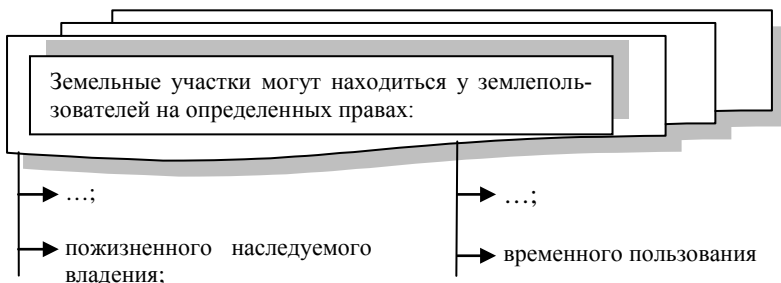 Земельные участки могут находиться у землеполь-
зователей на определенных правах:
…;
пожизненного наследуемого
владения;
…;
временного пользования